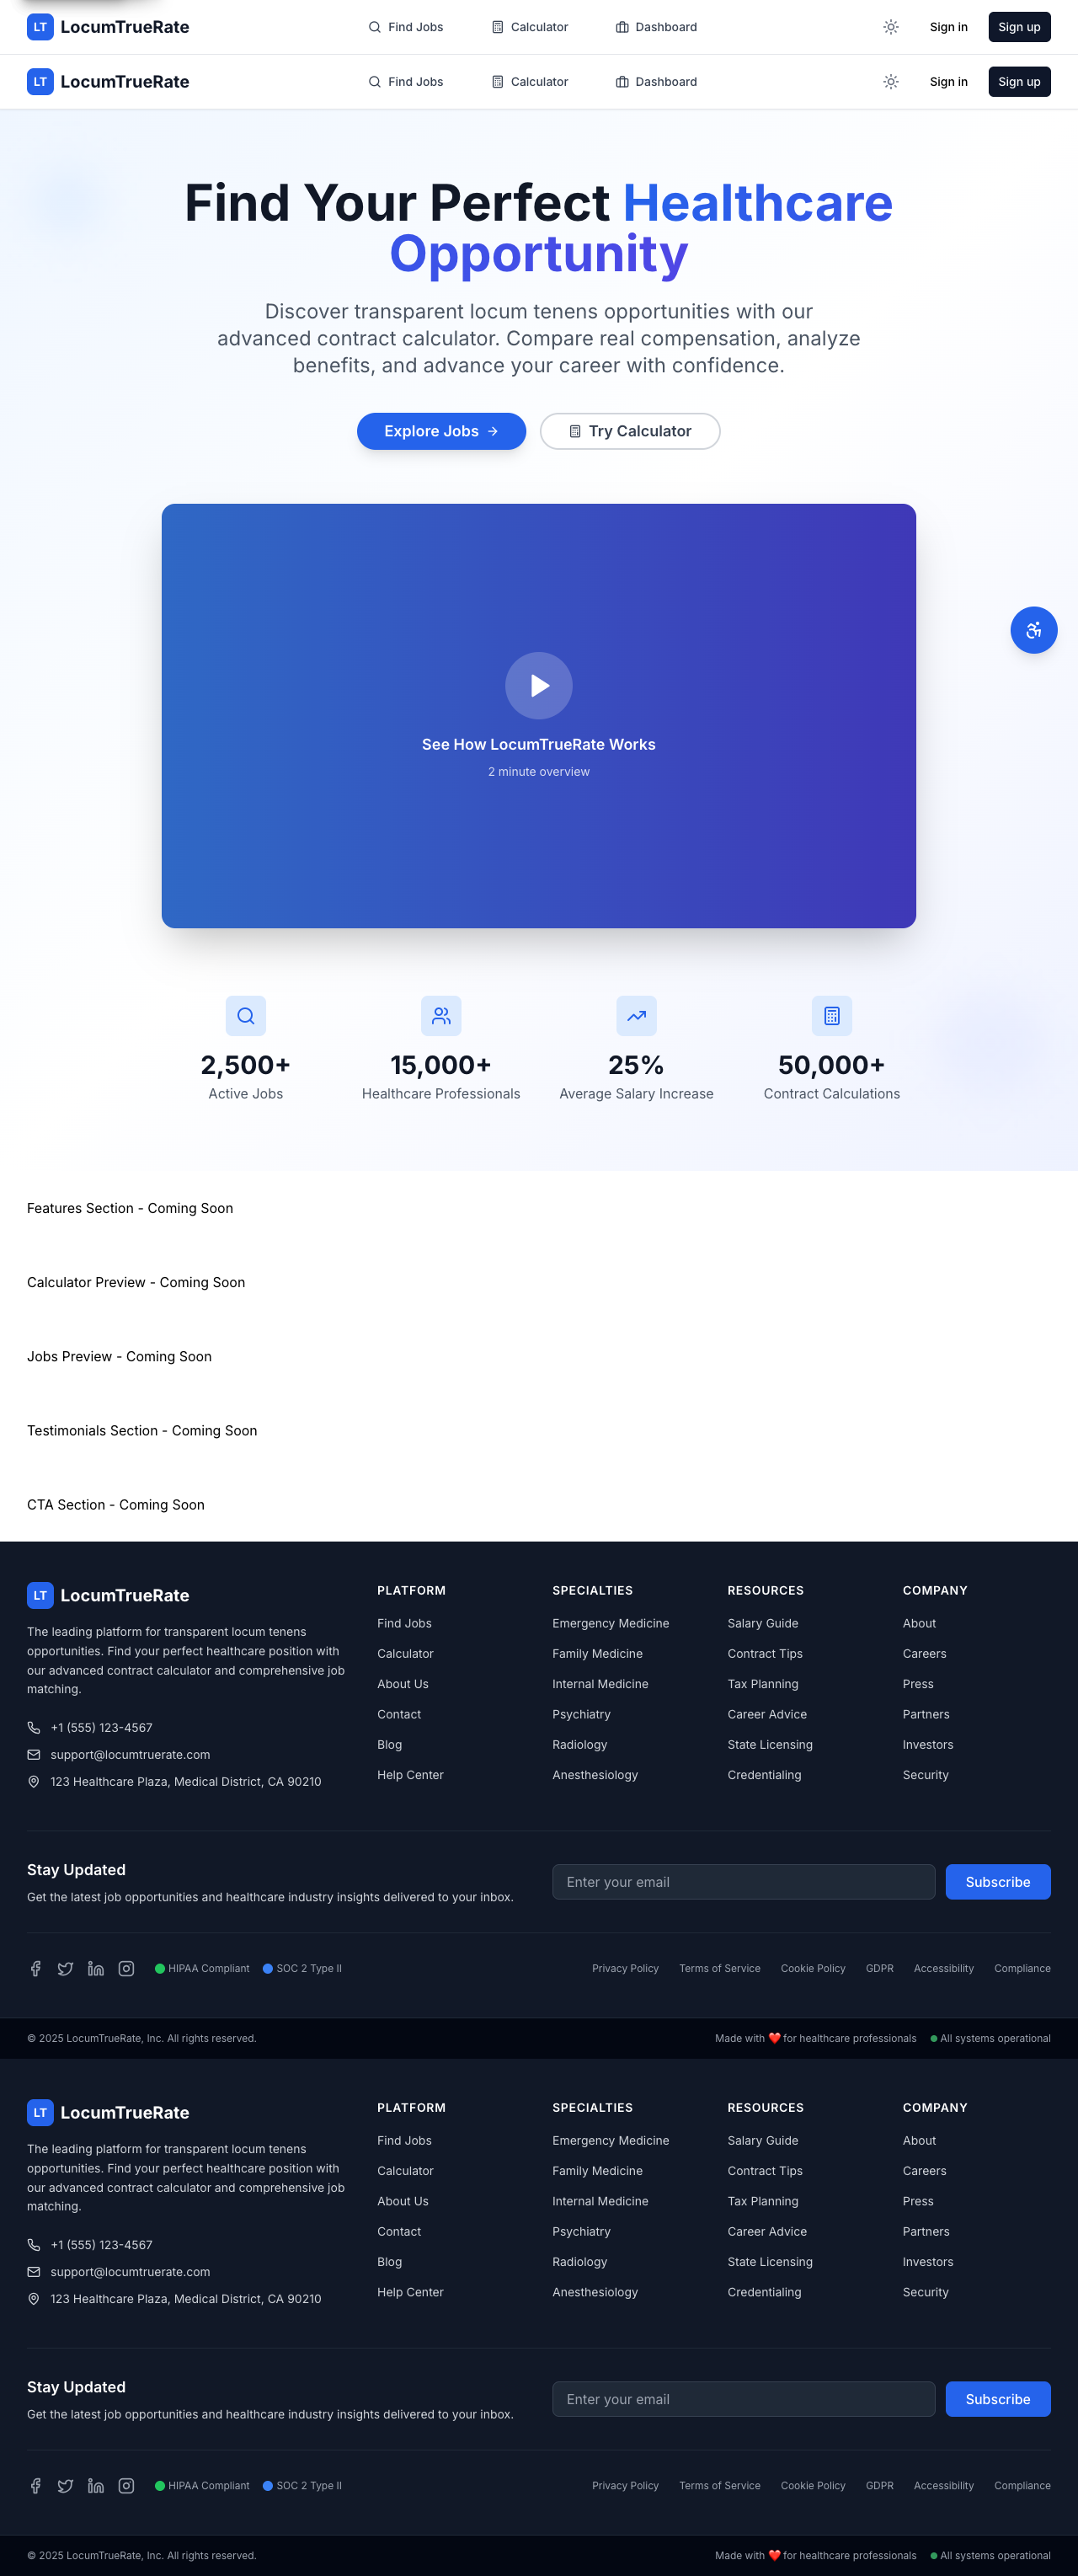 LT LocumTrueRate Find Jobs Calculator Dashboard Sign in Sign up
LT LocumTrueRate Find Jobs Calculator Dashboard Sign in Sign up
Find Your Perfect Healthcare
Opportunity
Discover transparent locum tenens opportunities with our
advanced contract calculator. Compare real compensation, analyze
benefits, and advance your career with confidence.
Explore Jobs Try Calculator
See How LocumTrueRate Works
2 minute overview
2,500+ 15,000+ 25% 50,000+
Active Jobs Healthcare Professionals Average Salary Increase Contract Calculations
Features Section - Coming Soon
Calculator Preview - Coming Soon
Jobs Preview - Coming Soon
Testimonials Section - Coming Soon
CTA Section - Coming Soon
LT LocumTrueRate
The leading platform for transparent locum tenens
opportunities. Find your perfect healthcare position with
our advanced contract calculator and comprehensive job
matching.
+1 (555) 123-4567
support@locumtruerate.com
123 Healthcare Plaza, Medical District, CA 90210
PLATFORM
Find Jobs
Calculator
About Us
Contact
Blog
Help Center
SPECIALTIES
Emergency Medicine
Family Medicine
Internal Medicine
Psychiatry
Radiology
Anesthesiology
RESOURCES
Salary Guide
Contract Tips
Tax Planning
Career Advice
State Licensing
Credentialing
COMPANY
About
Careers
Press
Partners
Investors
Security
Stay Updated
Get the latest job opportunities and healthcare industry insights delivered to your inbox.
Enter your email Subscribe
HIPAA Compliant SOC 2 Type II Privacy Policy Terms of Service Cookie Policy GDPR Accessibility Compliance
© 2025 LocumTrueRate, Inc. All rights reserved. Made with ❤️ for healthcare professionals All systems operational
LT LocumTrueRate
The leading platform for transparent locum tenens
opportunities. Find your perfect healthcare position with
our advanced contract calculator and comprehensive job
matching.
+1 (555) 123-4567
support@locumtruerate.com
123 Healthcare Plaza, Medical District, CA 90210
PLATFORM
Find Jobs
Calculator
About Us
Contact
Blog
Help Center
SPECIALTIES
Emergency Medicine
Family Medicine
Internal Medicine
Psychiatry
Radiology
Anesthesiology
RESOURCES
Salary Guide
Contract Tips
Tax Planning
Career Advice
State Licensing
Credentialing
COMPANY
About
Careers
Press
Partners
Investors
Security
Stay Updated
Get the latest job opportunities and healthcare industry insights delivered to your inbox.
Enter your email Subscribe
HIPAA Compliant SOC 2 Type II Privacy Policy Terms of Service Cookie Policy GDPR Accessibility Compliance
© 2025 LocumTrueRate, Inc. All rights reserved. Made with ❤️ for healthcare professionals All systems operational